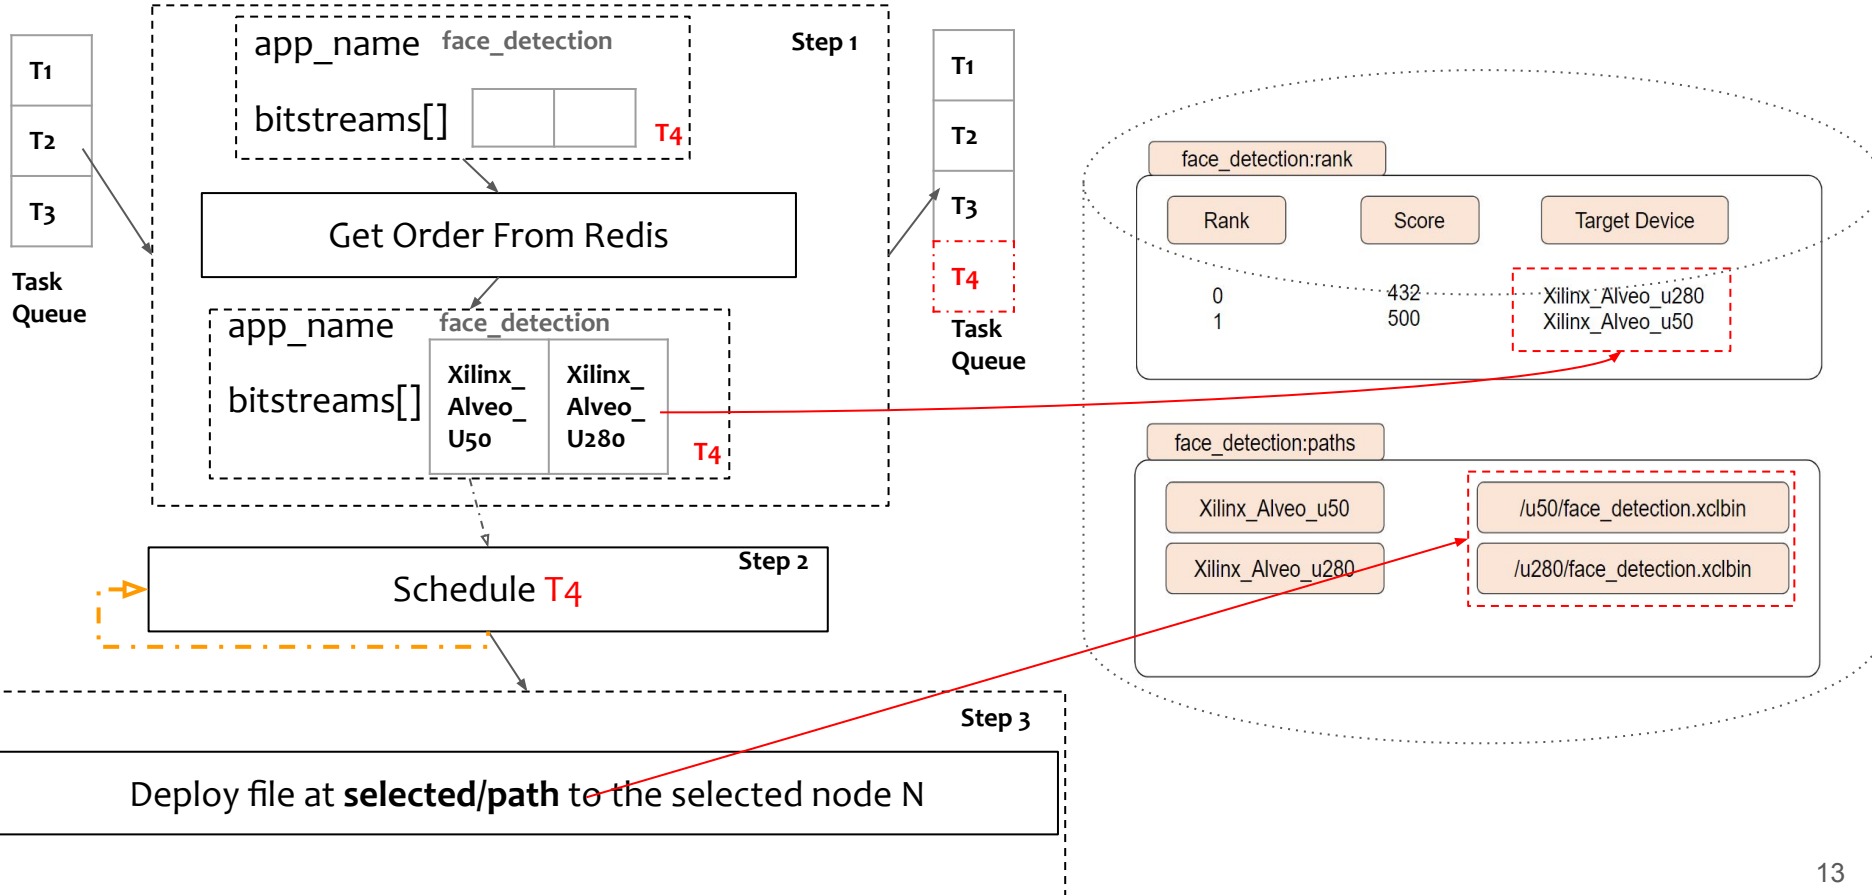 T1
T2
T3
Task
Queue
Step 1
app_name face_detection
bitstreams[]
T4
Get Order From Redis
app_name face_detection
bitstreams[]
Xilinx_
Alveo_
U50
Xilinx_
Alveo_
U280
T4
T1
T2
T3
T4
Task
Queue
Step 2
Schedule T4
Step 3
Deploy file at selected/path to the selected node N
face_detection:rank
Rank Score Target Device
0 432 Xilinx_Alveo_u280
1 500 Xilinx_Alveo_u50
face_detection:paths
Xilinx_Alveo_u50 /u50/face_detection.xclbin
Xilinx_Alveo_u280 /u280/face_detection.xclbin
13